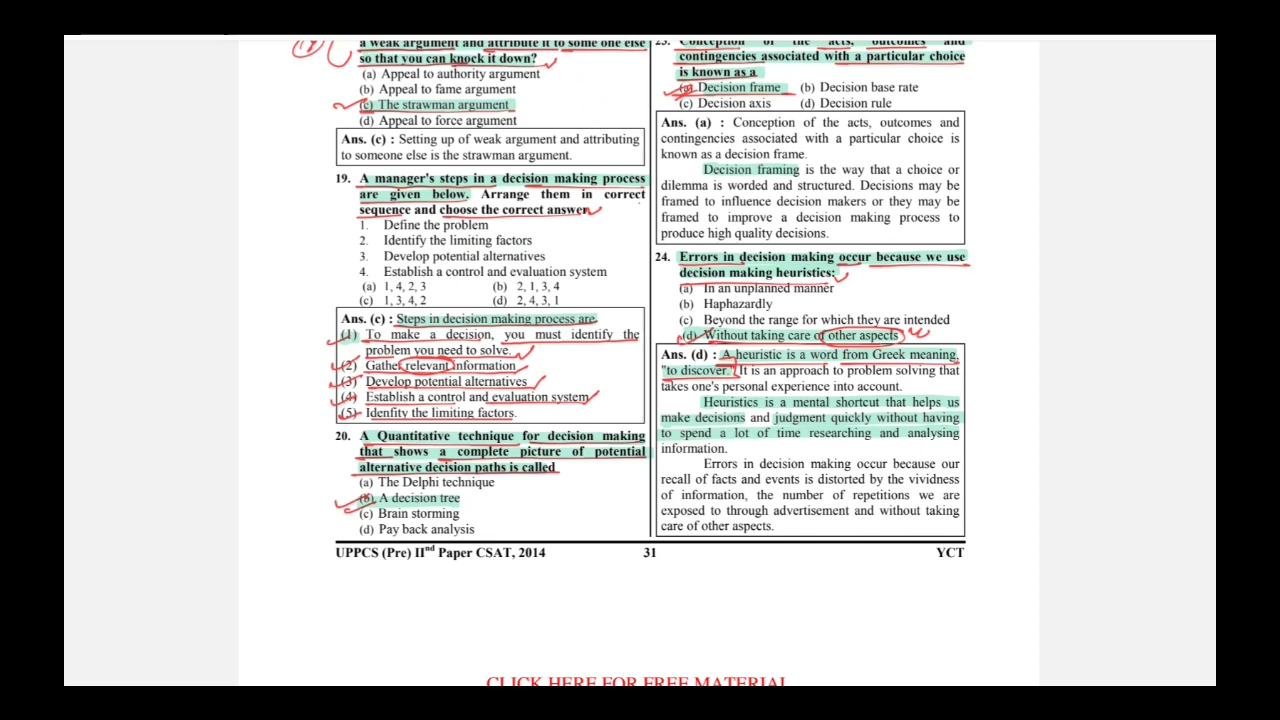 a weak argument and attribute it to some one else
so that you can knock it down?
(a) Appeal to authority argument
(b) Appeal to fame argument
(c) The strawman argument
(d) Appeal to force argument
Ans. (c) : Setting up of weak argument and attributing
to someone else is the strawman argument.
19. A manager's steps in a decision making process
are given below. Arrange them in correct
sequence and choose the correct answer
1. Define the problem
2. Identify the limiting factors
3. Develop potential alternatives
4. Establish a control and evaluation system
(a) 1, 4, 2, 3 (b) 2, 1, 3, 4
(c) 1, 3, 4, 2 (d) 2, 4, 3, 1
Ans. (c) : Steps in decision making process are
(1) To make a decision, you must identify the
problem you need to solve.
(2) Gather relevant information
(3) Develop potential alternatives
(4) Establish a control and evaluation system
(5) Idenfity the limiting factors.
20. A Quantitative technique for decision making
that shows a complete picture of potential
alternative decision paths is called
(a) The Delphi technique
(b) A decision tree
(c) Brain storming
(d) Pay back analysis
23. Conception of the acts, outcomes and
contingencies associated with a particular choice
is known as a
(a) Decision frame (b) Decision base rate
(c) Decision axis (d) Decision rule
Ans. (a) : Conception of the acts, outcomes and
contingencies associated with a particular choice is
known as a decision frame.
Decision framing is the way that a choice or
dilemma is worded and structured. Decisions may be
framed to influence decision makers or they may be
framed to improve a decision making process to
produce high quality decisions.
24. Errors in decision making occur because we use
decision making heuristics:
(a) In an unplanned manner
(b) Haphazardly
(c) Beyond the range for which they are intended
(d) Without taking care of other aspects
Ans. (d) : A heuristic is a word from Greek meaning,
"to discover." It is an approach to problem solving that
takes one's personal experience into account.
Heuristics is a mental shortcut that helps us
make decisions and judgment quickly without having
to spend a lot of time researching and analysing
information.
Errors in decision making occur because our
recall of facts and events is distorted by the vividness
of information, the number of repetitions we are
exposed to through advertisement and without taking
care of other aspects.
UPPCS (Pre) IInd Paper CSAT, 2014 31 YCT
CLICK HERE FOR FREE MATERIAL